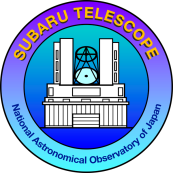 SUBARU TELESCOPE
National Astronomical Observatory of Japan